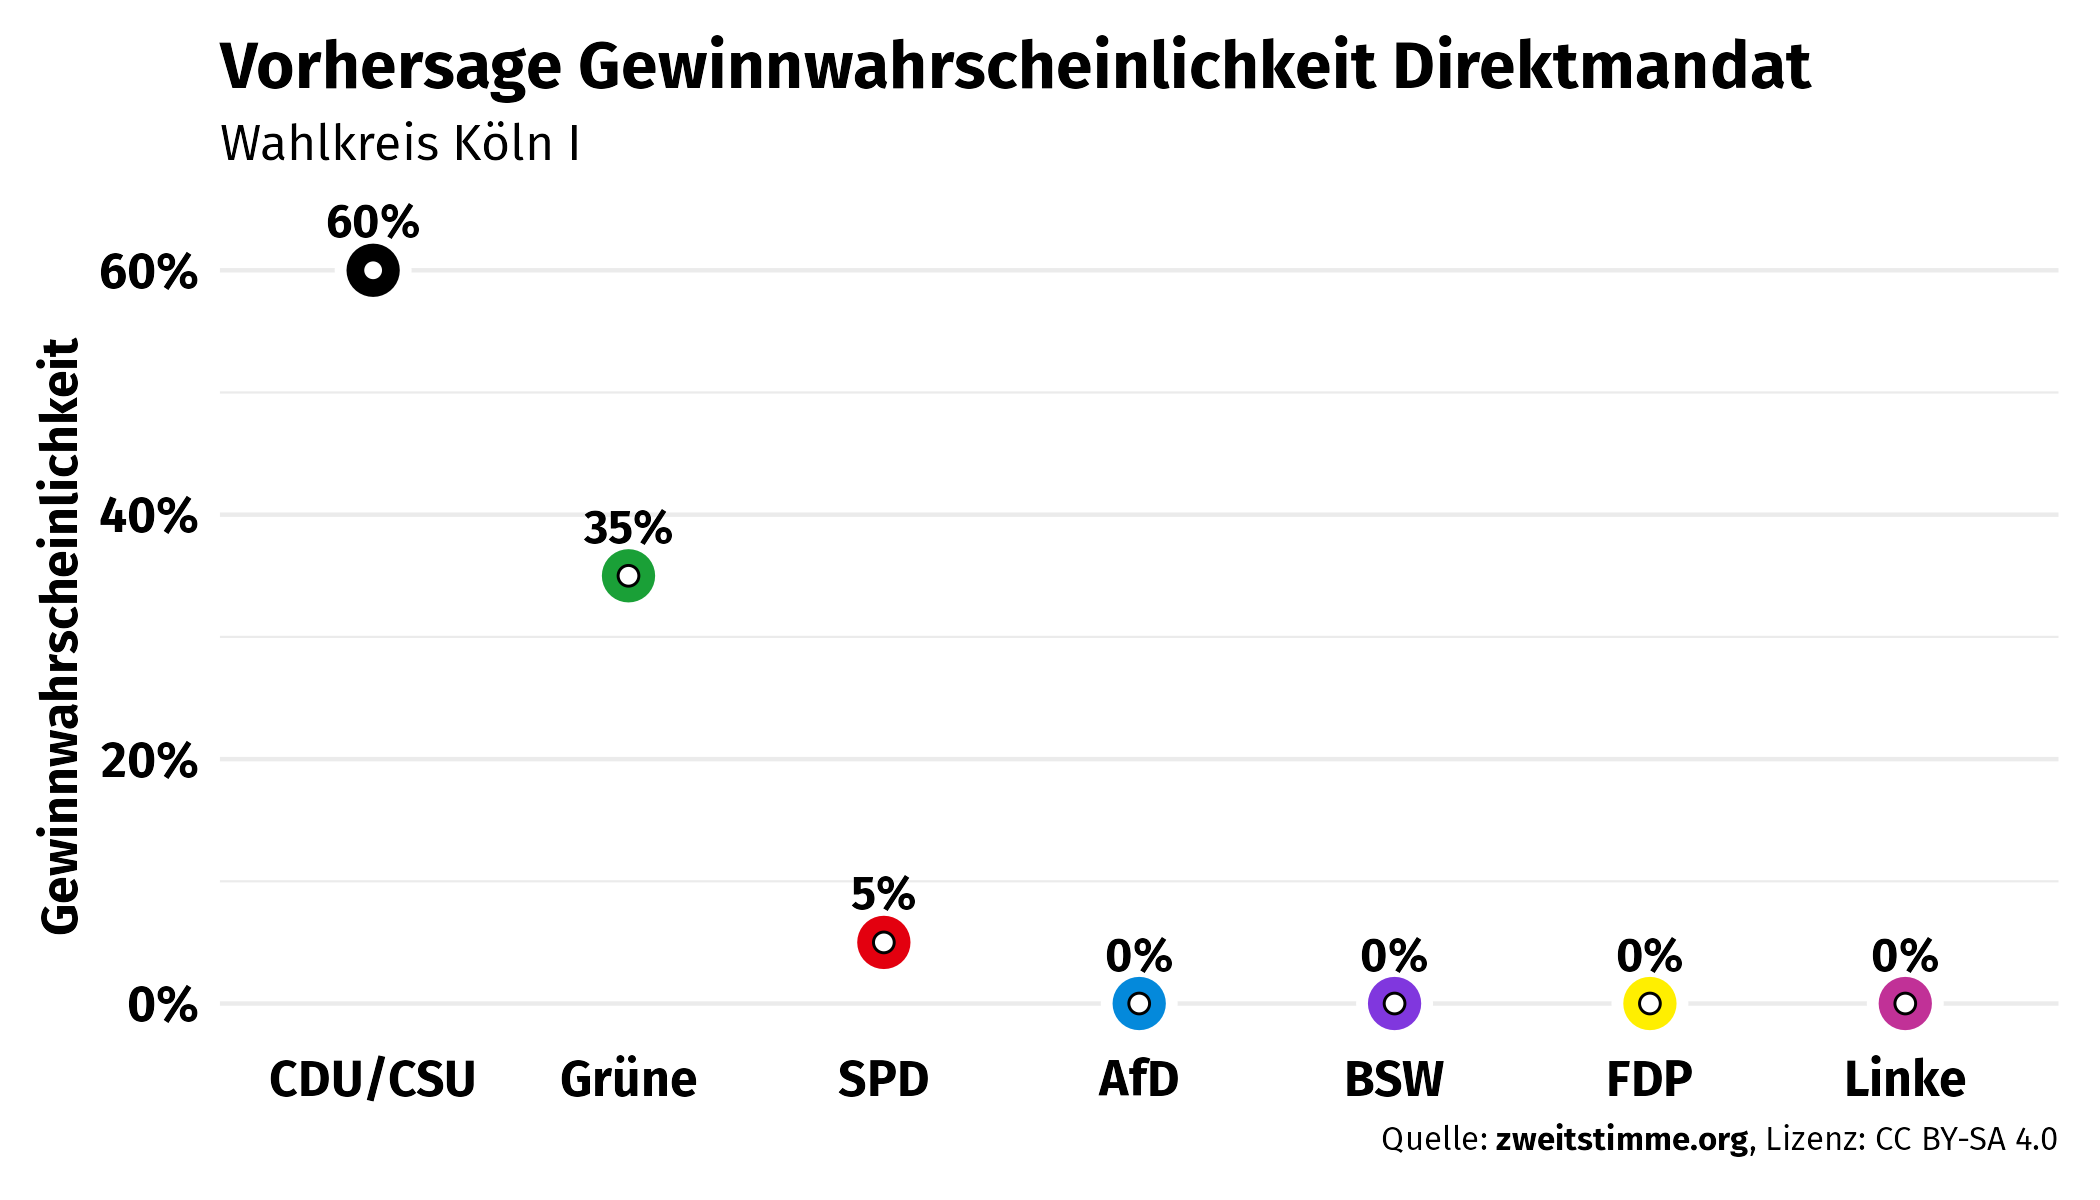 Vorhersage Gewinnwahrscheinlichkeit Direktmandat
Wahlkreis Köln I
Gewinnwahrscheinlichkeit
60%
40%
20%
0%
60%
35%
5%
0%
0%
0%
0%
CDU/CSU
Grüne
SPD
AfD
BSW
FDP
Linke
Quelle: zweitstimme.org, Lizenz: CC BY-SA 4.0